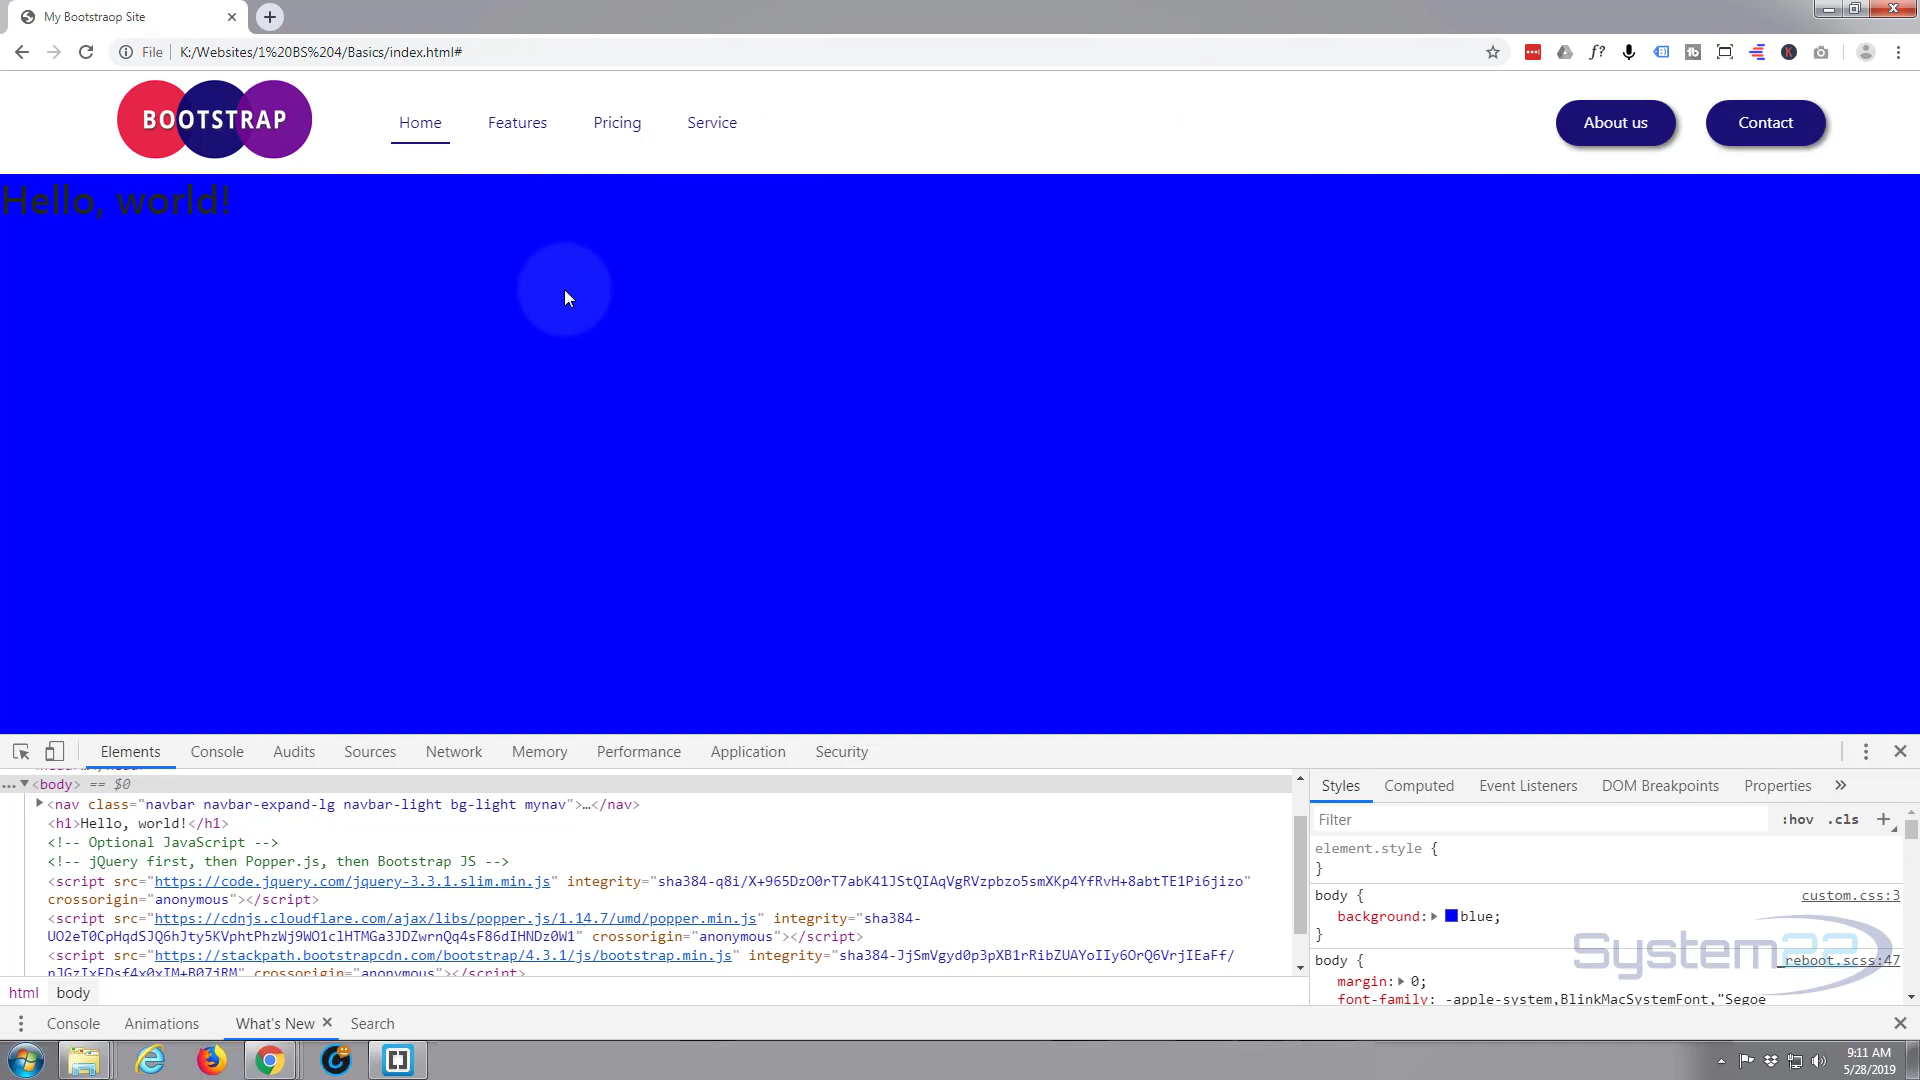 My Bootstraop Site
File
K:/Websites/1%20BS%204/Basics/index.html#
BOOTSTRAP
Home
Features
Pricing
Service
About us
Contact
Hello, world!
Elements
Console
Audits
Sources
Network
Memory
Performance
Application
Security
<body> == $0
<nav class="navbar navbar-expand-lg navbar-light bg-light mynav">…</nav>
<h1>Hello, world!</h1>
<!-- Optional JavaScript -->
<!-- jQuery first, then Popper.js, then Bootstrap JS -->
<script src="https://code.jquery.com/jquery-3.3.1.slim.min.js" integrity="sha384-q8i/X+965DzO0rT7abK41JStQIAqVgRVzpbzo5smXKp4YfRvH+8abtTE1Pi6jizo"
crossorigin="anonymous"></script>
<script src="https://cdnjs.cloudflare.com/ajax/libs/popper.js/1.14.7/umd/popper.min.js" integrity="sha384-
UO2eT0CpHqdSJQ6hJty5KVphtPhzWj9WO1clHTMGa3JDZwrnQq4sF86dIHNDz0W1" crossorigin="anonymous"></script>
<script src="https://stackpath.bootstrapcdn.com/bootstrap/4.3.1/js/bootstrap.min.js" integrity="sha384-JjSmVgyd0p3pXB1rRibZUAYoIIy6OrQ6VrjIEaFf/
nJGzIxFDsf4x0xIM+B07jRM" crossorigin="anonymous"></script>
html
body
Styles
Computed
Event Listeners
DOM Breakpoints
Properties
Filter
:hov
.cls
element.style {
}
body {
custom.css:3
background: blue;
}
body {
_reboot.scss:47
margin: 0;
font-family: -apple-system,BlinkMacSystemFont,"Segoe
System22
Console
Animations
What's New
Search
9:11 AM
5/28/2019